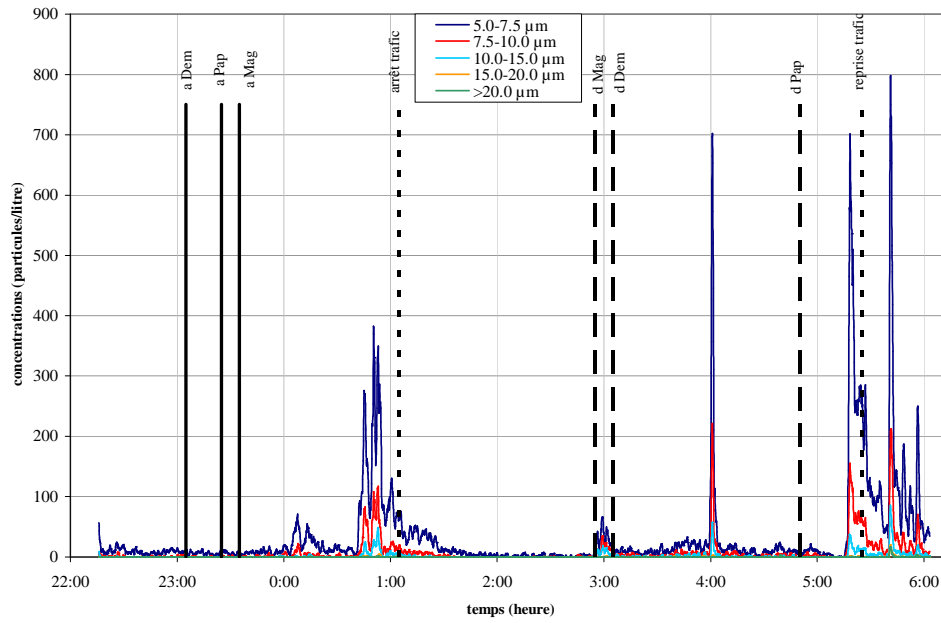 900
800
700
600
500
400
300
200
100
0
concentrations (particules/litre)
5.0-7.5 µm
7.5-10.0 µm
10.0-15.0 µm
15.0-20.0 µm
>20.0 µm
a Dem
a Pap
a Mag
arrêt trafic
d Mag
d Dem
d Pap
reprise trafic
22:00 23:00 0:00 1:00 2:00 3:00 4:00 5:00 6:00
temps (heure)